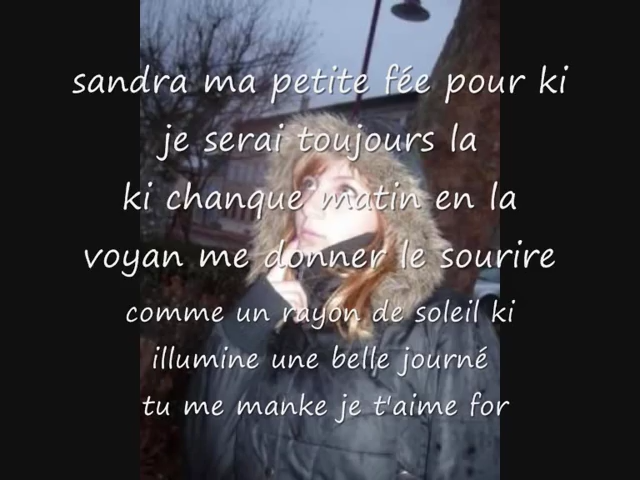 sandra ma petite fée pour ki
je serai toujours la
ki chanque matin en la
voyan me donner le sourire
comme un rayon de soleil ki
illumine une belle journé
tu me manke je t'aime for